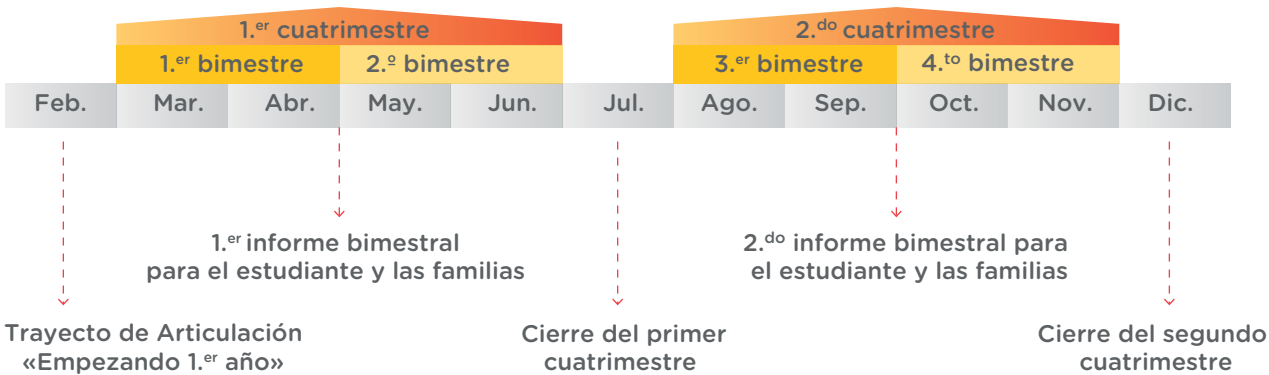 1.er cuatrimestre
2.do cuatrimestre
1.er bimestre
2.º bimestre
3.er bimestre
4.to bimestre
Feb.
Mar.
Abr.
May.
Jun.
Jul.
Ago.
Sep.
Oct.
Nov.
Dic.
1.er informe bimestral
para el estudiante y las familias
2.do informe bimestral para
el estudiante y las familias
Trayecto de Articulación
«Empezando 1.er año»
Cierre del primer
cuatrimestre
Cierre del segundo
cuatrimestre